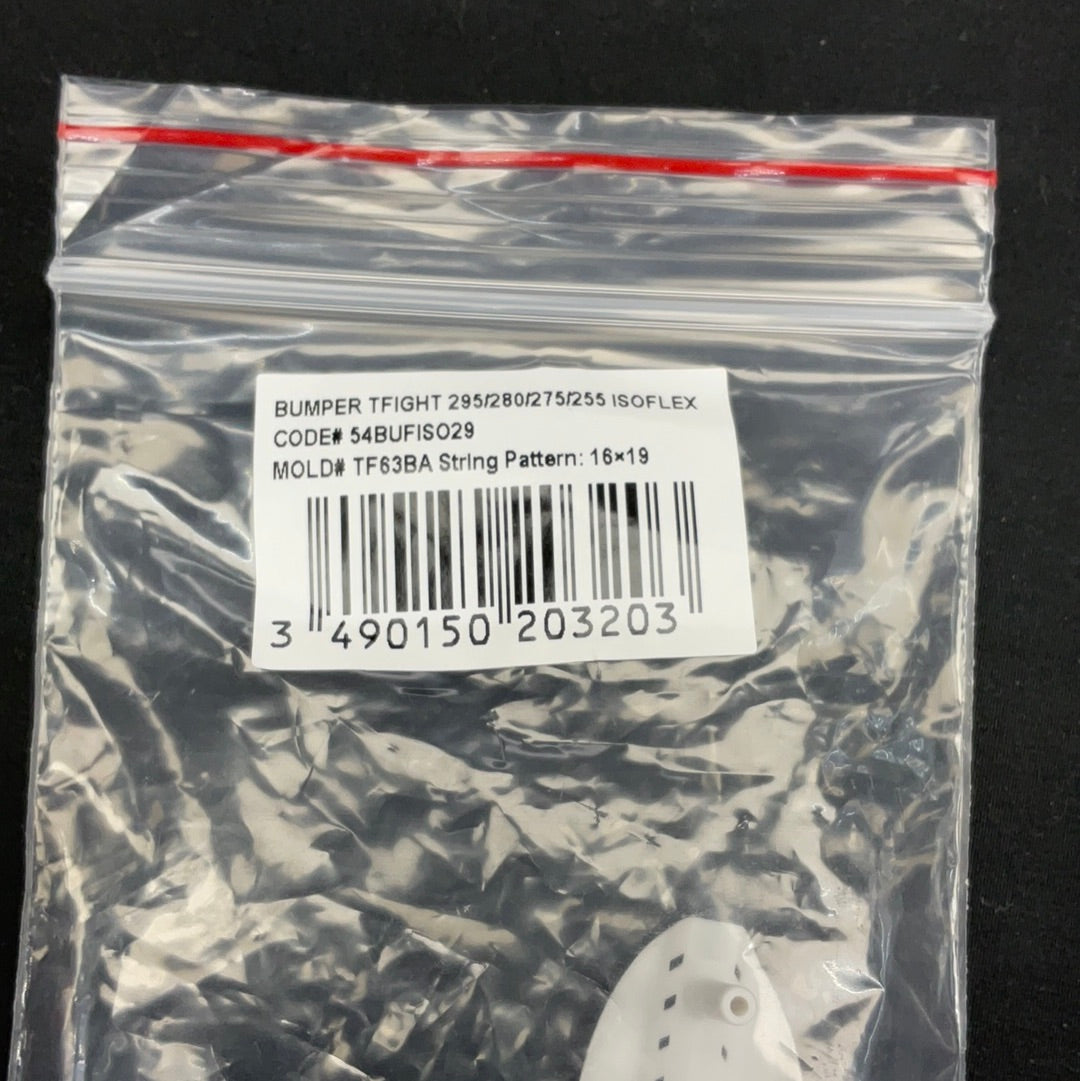 BUMPER TFIGHT 295/280/275/255 ISOFLEX
CODE# 54BUFISO29
MOLD# TF63BA String Pattern: 16×19
3 490150 203203